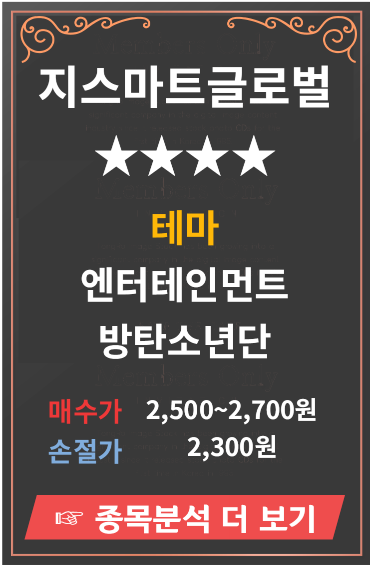 지스마트글로벌
★★★★
테마
엔터테인먼트
방탄소년단
매수가 2,500~2,700원
손절가 2,300원
☞ 종목분석 더 보기